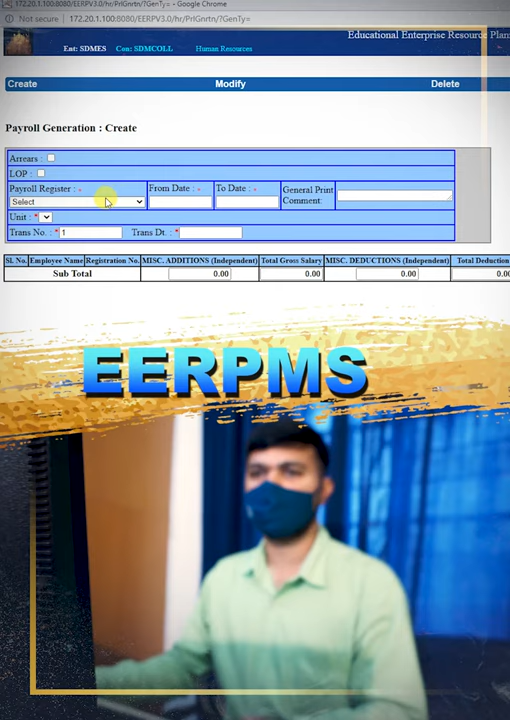 172.20.1.100:8080/EERPV3.0/hr/PrlGnrtn/?GenTy= - Google Chrome
Not secure | 172.20.1.100:8080/EERPV3.0/hr/PrlGnrtn/?GenTy=
Educational Enterprise Resource Plan
Ent: SDMES Con: SDMCOLL Human Resources
Create Modify Delete
Payroll Generation : Create
Arrears :
LOP :
Payroll Register : * From Date : * To Date : * General Print Comment:
Select
Unit : *
Trans No. : * 1 Trans Dt. : *
Sl. No. Employee Name Registration No. MISC. ADDITIONS (Independent) Total Gross Salary MISC. DEDUCTIONS (Independent) Total Deduction
Sub Total 0.00 0.00 0.00 0.00
EERPMS